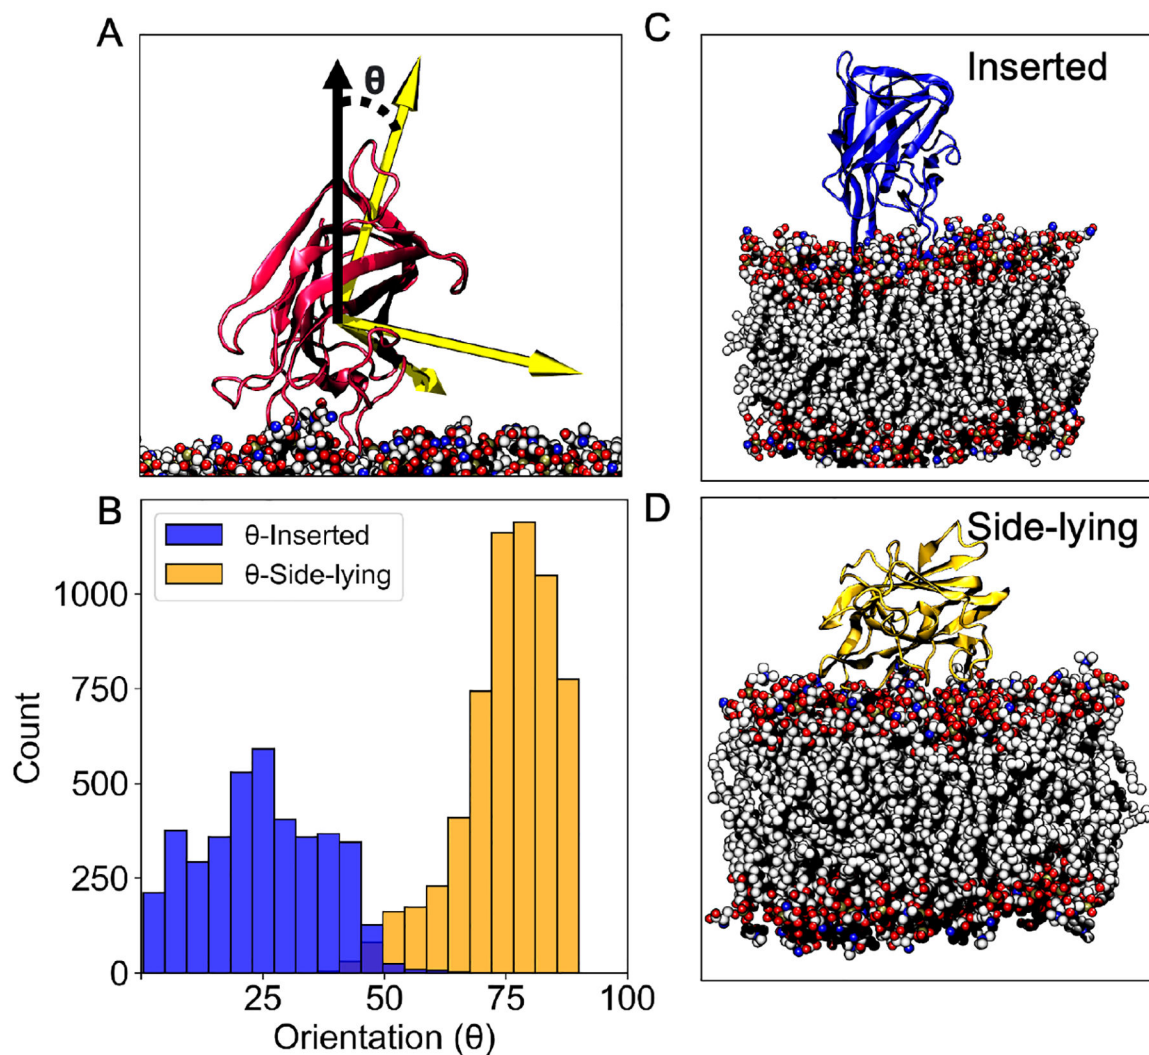 A
θ
C
Inserted
B
θ-Inserted
θ-Side-lying
Count
1000
750
500
250
0
25
50
75
100
Orientation (θ)
D
Side-lying